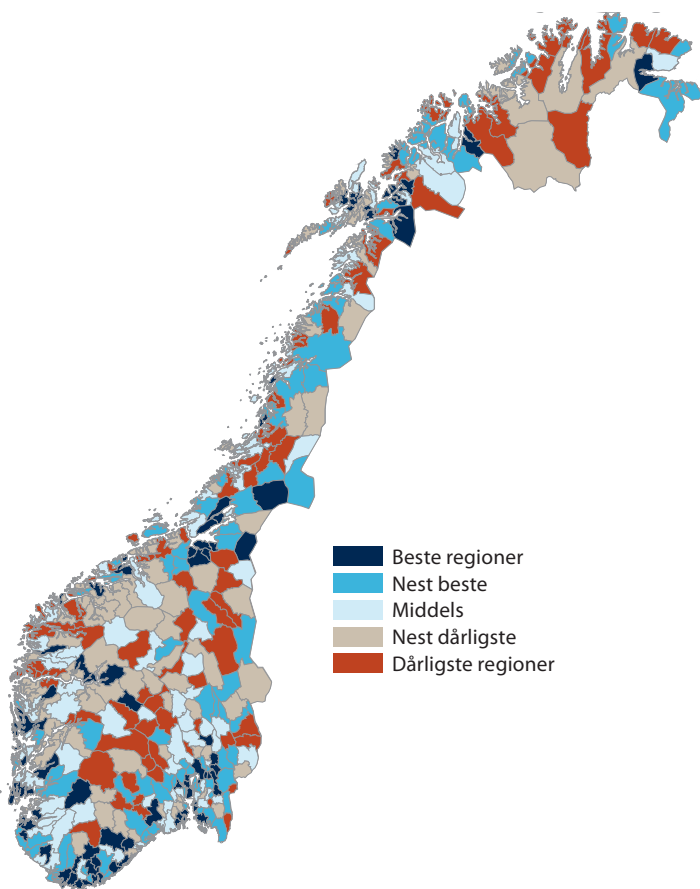 Beste regioner
Nest beste
Middels
Nest dårligste
Dårligste regioner